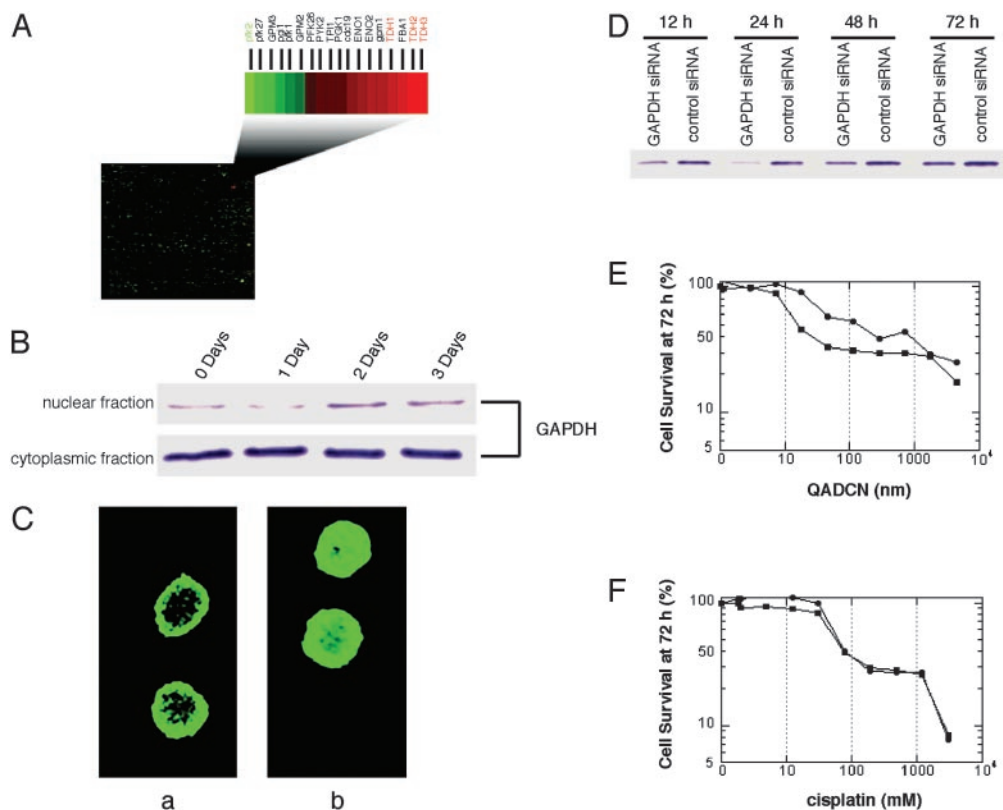 A
pfk2
pfk27
GPM3
pgi1
pfk1
GPM2
PFK26
PYK2
TPI1
PGK1
cdc19
ENO1
ENO2
gpm1
TDH1
FBA1
TDH2
TDH3
B
0 Days
1 Day
2 Days
3 Days
nuclear fraction
cytoplasmic fraction
GAPDH
C
a
b
D
12 h
24 h
48 h
72 h
GAPDH siRNA
control siRNA
GAPDH siRNA
control siRNA
GAPDH siRNA
control siRNA
GAPDH siRNA
control siRNA
E
Cell Survival at 72 h (%)
100
50
10
5
0
10
100
1000
10⁴
QADCN (nm)
F
Cell Survival at 72 h (%)
100
50
10
5
0
10
100
1000
10⁴
cisplatin (mM)